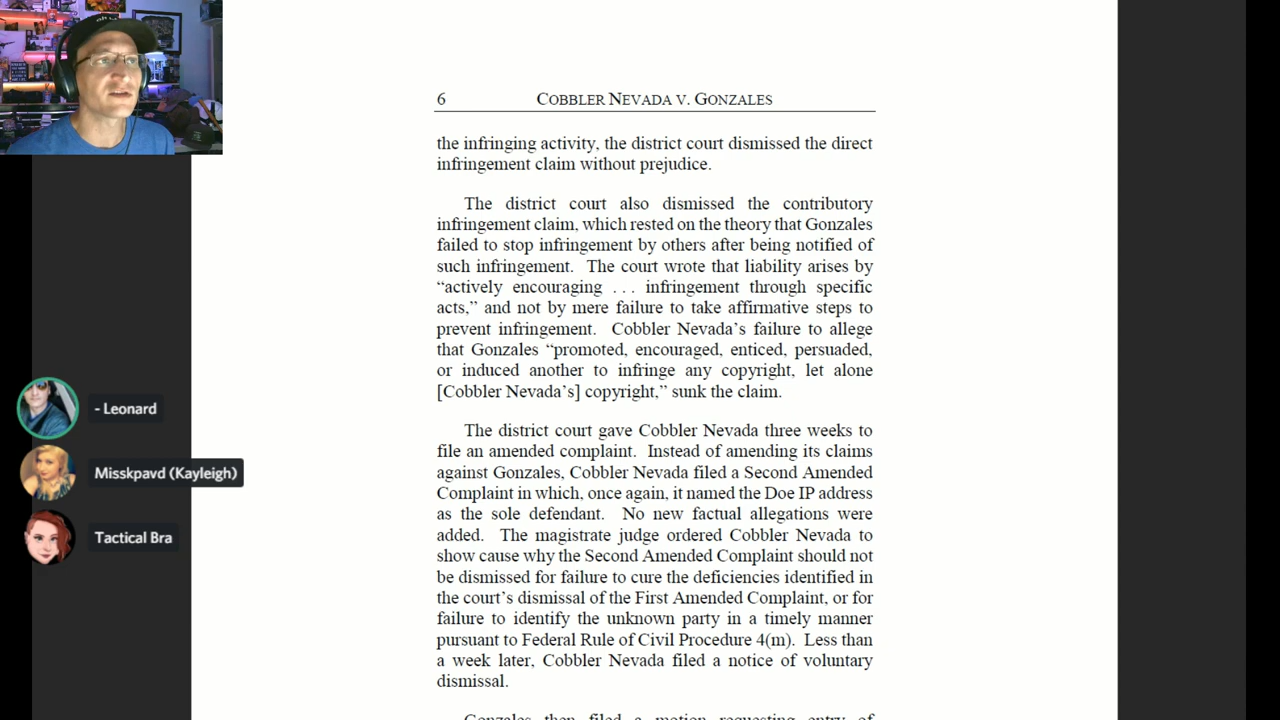 6 COBBLER NEVADA V. GONZALES
the infringing activity, the district court dismissed the direct
infringement claim without prejudice.
The district court also dismissed the contributory
infringement claim, which rested on the theory that Gonzales
failed to stop infringement by others after being notified of
such infringement. The court wrote that liability arises by
“actively encouraging . . . infringement through specific
acts,” and not by mere failure to take affirmative steps to
prevent infringement. Cobbler Nevada’s failure to allege
that Gonzales “promoted, encouraged, enticed, persuaded,
or induced another to infringe any copyright, let alone
[Cobbler Nevada’s] copyright,” sunk the claim.
The district court gave Cobbler Nevada three weeks to
file an amended complaint. Instead of amending its claims
against Gonzales, Cobbler Nevada filed a Second Amended
Complaint in which, once again, it named the Doe IP address
as the sole defendant. No new factual allegations were
added. The magistrate judge ordered Cobbler Nevada to
show cause why the Second Amended Complaint should not
be dismissed for failure to cure the deficiencies identified in
the court’s dismissal of the First Amended Complaint, or for
failure to identify the unknown party in a timely manner
pursuant to Federal Rule of Civil Procedure 4(m). Less than
a week later, Cobbler Nevada filed a notice of voluntary
dismissal.
Gonzales then filed a motion requesting entry of
- Leonard
Misskpavd (Kayleigh)
Tactical Bra